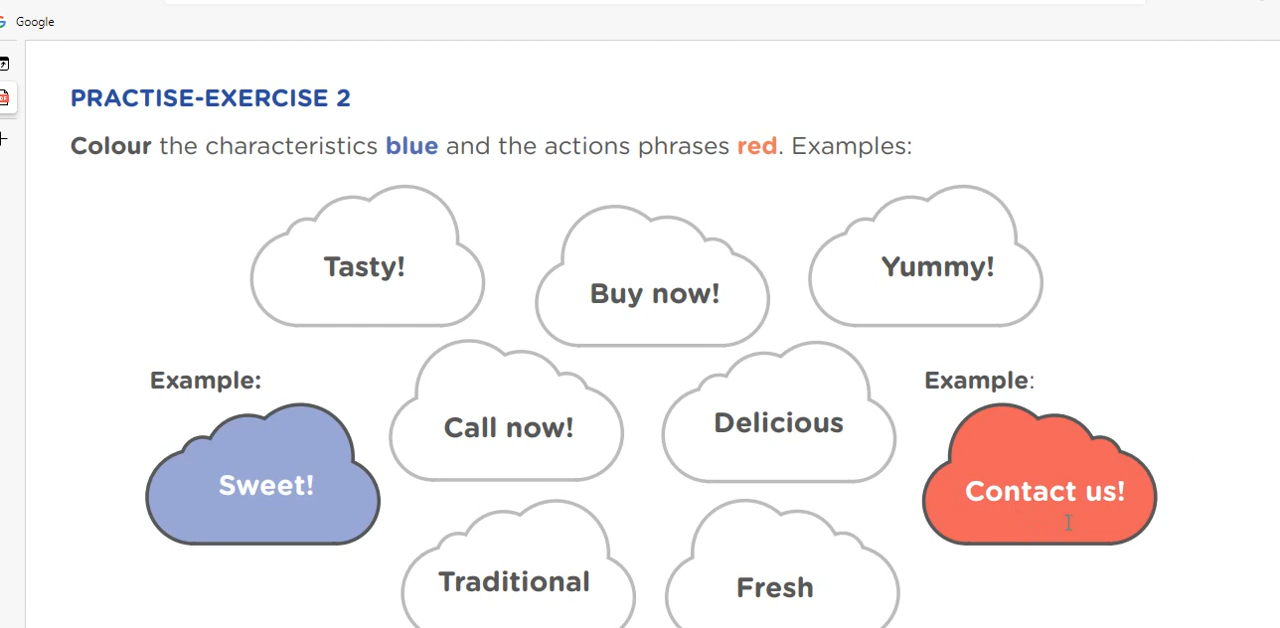 Google
PRACTISE-EXERCISE 2
Colour the characteristics blue and the actions phrases red. Examples:
Tasty!
Buy now!
Yummy!
Example:
Example:
Call now!
Delicious
Sweet!
Contact us!
Traditional
Fresh